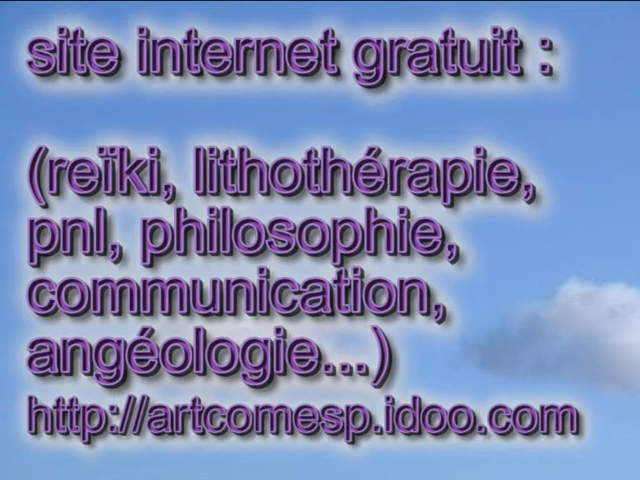 site internet gratuit :
(reïki, lithothérapie,
pnl, philosophie,
communication,
angéologie...)
http://artcomesp.idoo.com